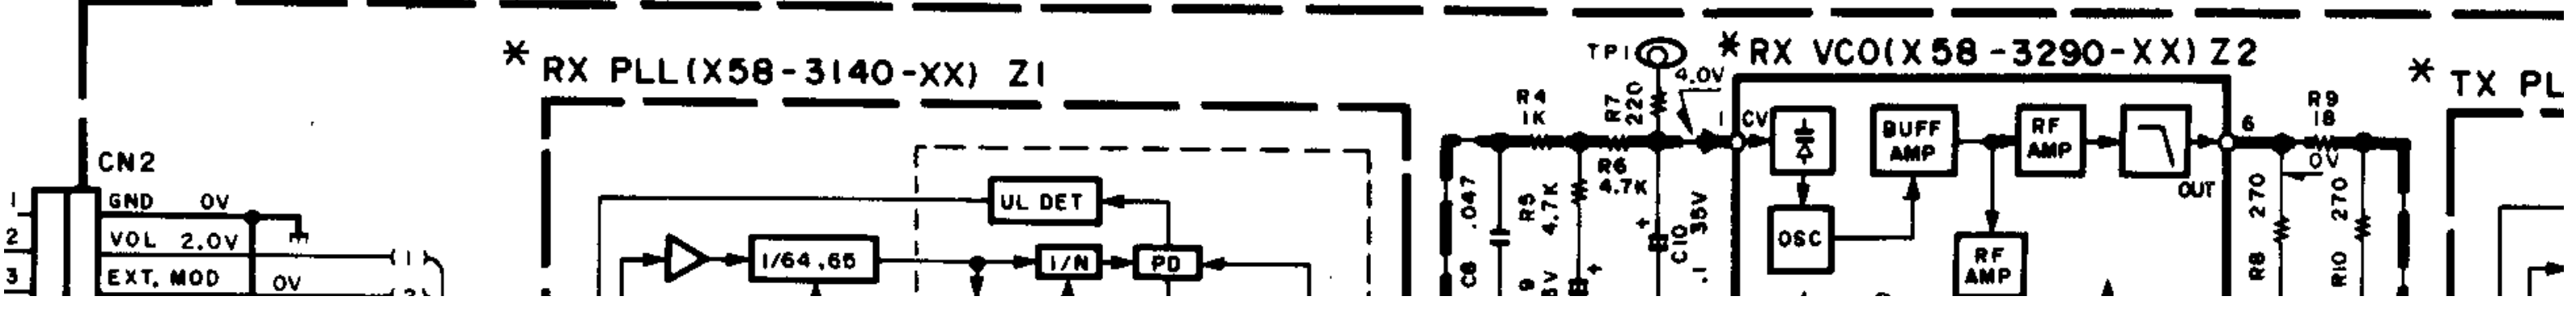 * RX PLL(X58-3140-XX) Z1
TP1
* RX VCO(X58-3290-XX) Z2
* TX PL
4.0V
R4
1K
R7
220
R9
18
1
CV
BUFF
AMP
RF
AMP
6
0V
OUT
CN2
1
GND 0V
2
VOL 2.0V
(1)
3
EXT. MOD 0V
UL DET
1/64,65
1/N
PD
C8 .047
R5 4.7K
R6
4.7K
+
C10
.1 35V
9
+
OSC
RF
AMP
R8 270
R10 270